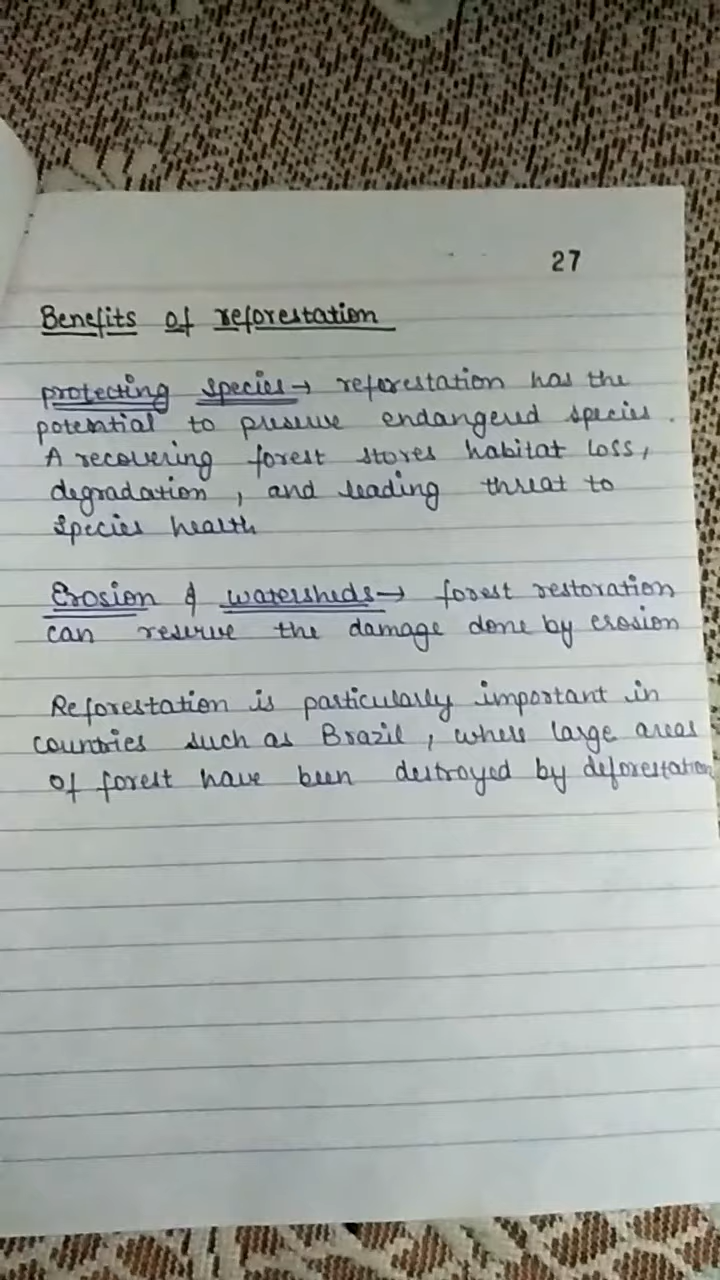 27
Benefits of reforestation
protecting species → reforestation has the
potential to preserve endangered species.
A recovering forest stores habitat loss,
degradation, and leading threat to
species health
Erosion & watersheds → forest restoration
can reserve the damage done by erosion
Reforestation is particularly important in
countries such as Brazil, where large areas
of forest have been destroyed by deforestation